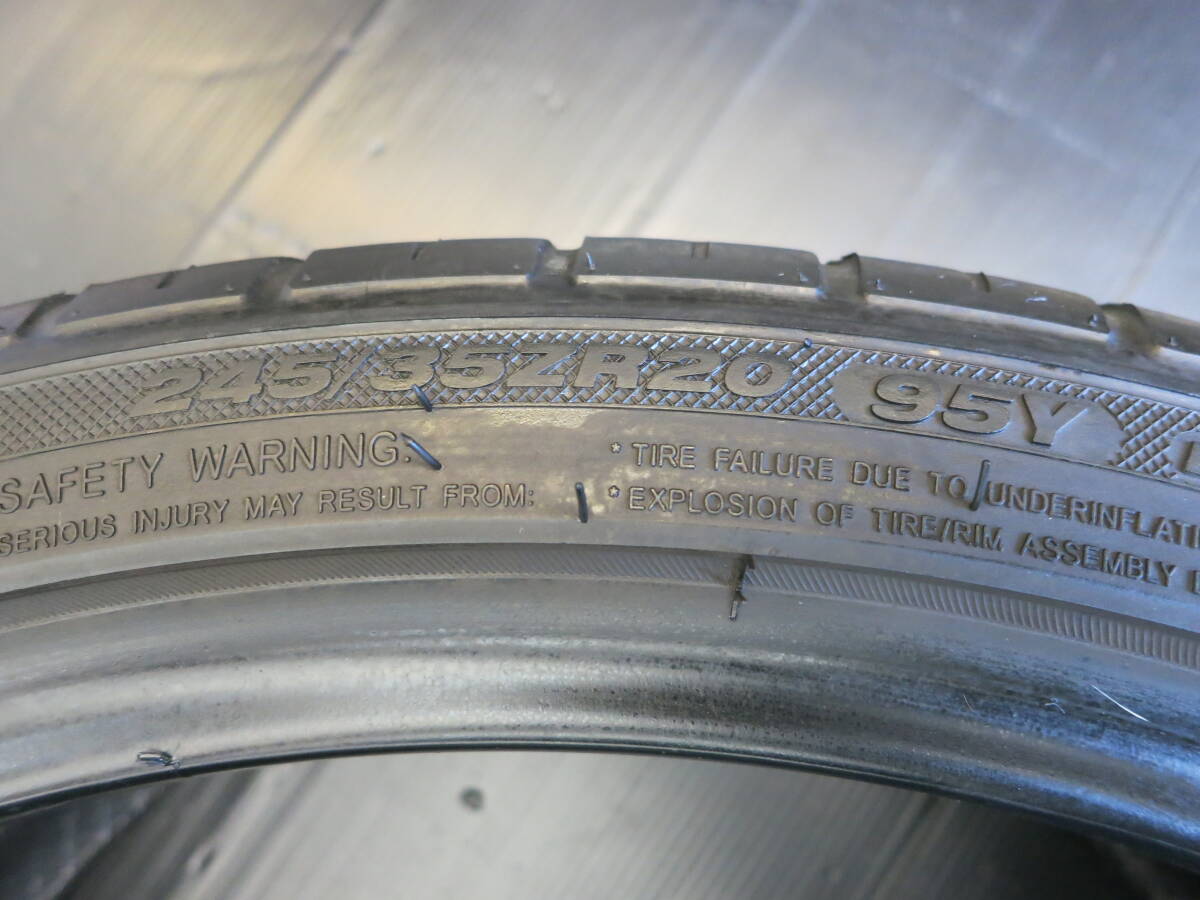 245/35ZR20 95Y
SAFETY WARNING:
SERIOUS INJURY MAY RESULT FROM:
* TIRE FAILURE DUE TO UNDERINFLATI
* EXPLOSION OF TIRE/RIM ASSEMBLY